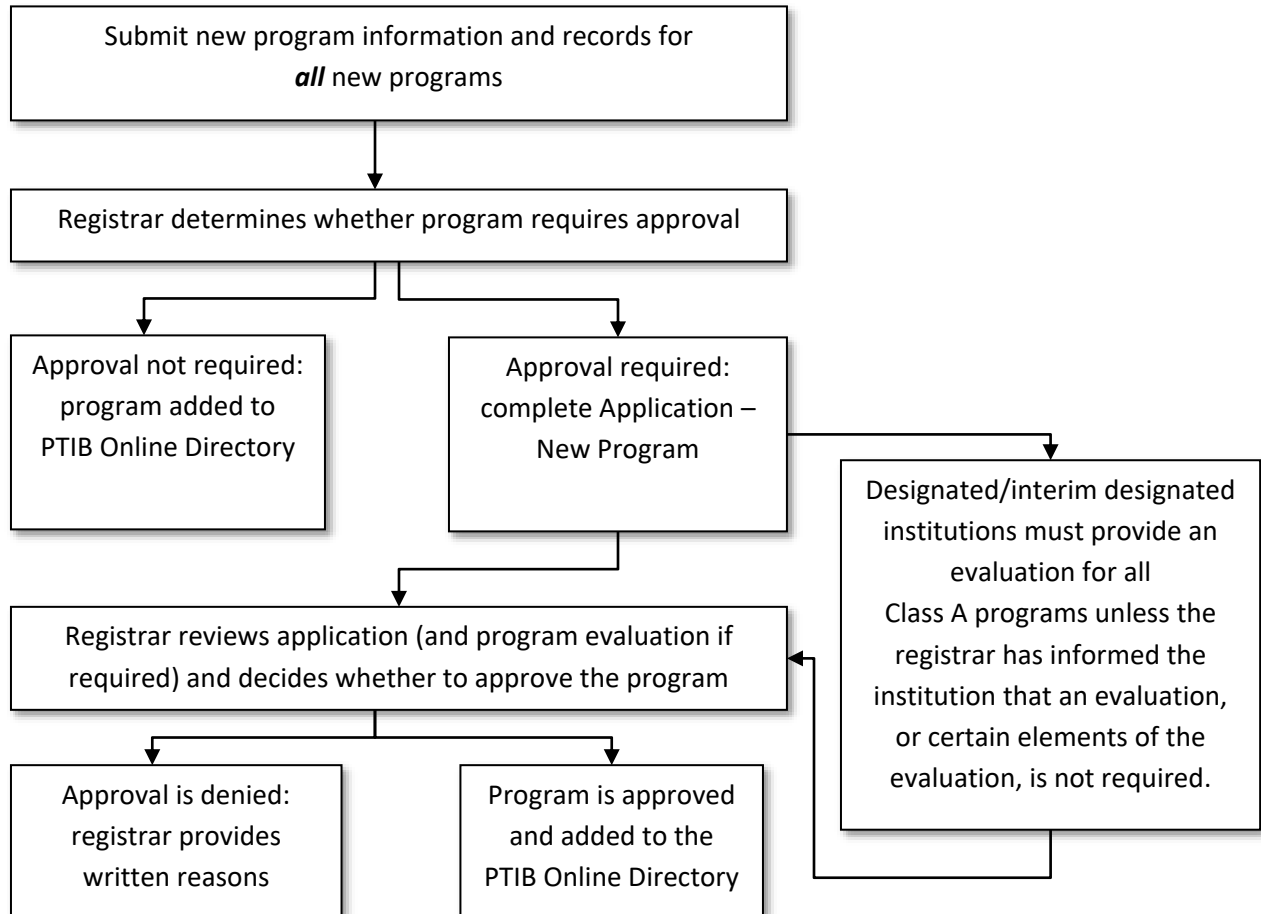 Submit new program information and records for
all new programs
Registrar determines whether program requires approval
Approval not required:
program added to
PTIB Online Directory
Approval required:
complete Application –
New Program
Designated/interim designated
institutions must provide an
evaluation for all
Class A programs unless the
registrar has informed the
institution that an evaluation,
or certain elements of the
evaluation, is not required.
Registrar reviews application (and program evaluation if
required) and decides whether to approve the program
Approval is denied:
registrar provides
written reasons
Program is approved
and added to the
PTIB Online Directory